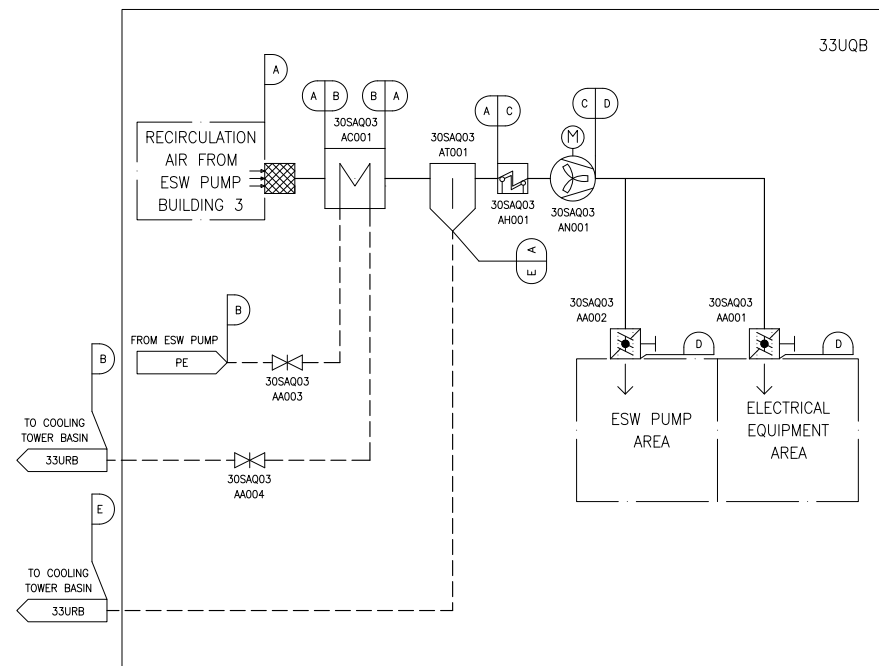 33UQB
A
A B
B A
A C
C D
30SAQ03
AC001
30SAQ03
AT001
M
RECIRCULATION
AIR FROM
ESW PUMP
BUILDING 3
30SAQ03
AH001
30SAQ03
AN001
E A
30SAQ03
AA002
30SAQ03
AA001
B
FROM ESW PUMP
PE
30SAQ03
AA003
D
D
B
ESW PUMP
AREA
ELECTRICAL
EQUIPMENT
AREA
TO COOLING
TOWER BASIN
33URB
30SAQ03
AA004
E
TO COOLING
TOWER BASIN
33URB